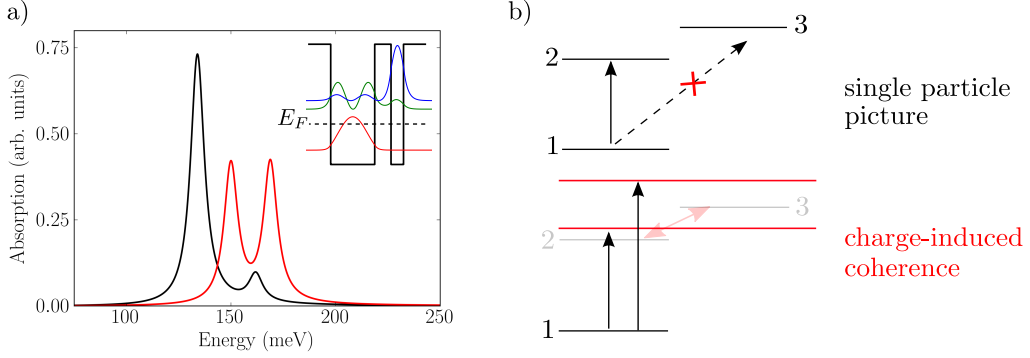 a)
0.75
0.50
0.25
0.00
Absorption (arb. units)
100
150
200
250
Energy (meV)
E_F
b)
3
2
1
single particle
picture
3
2
1
charge-induced
coherence